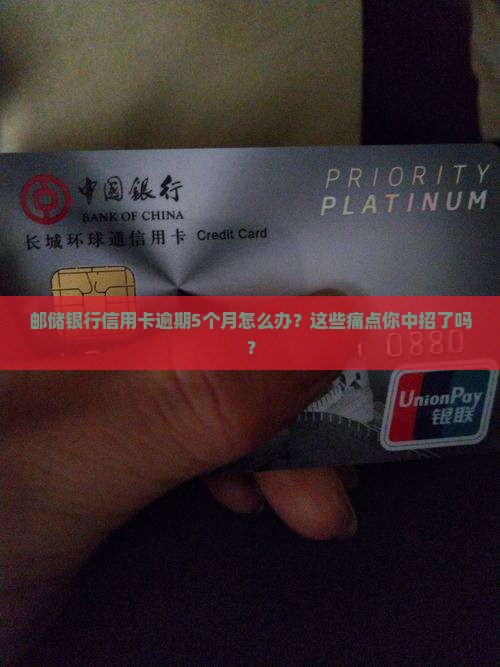 中国银行
BANK OF CHINA
长城环球通信用卡 Credit Card
PRIORITY
PLATINUM
邮储银行信用卡逾期5个月怎么办？这些痛点你中招了吗
？
0880
UnionPay
银联